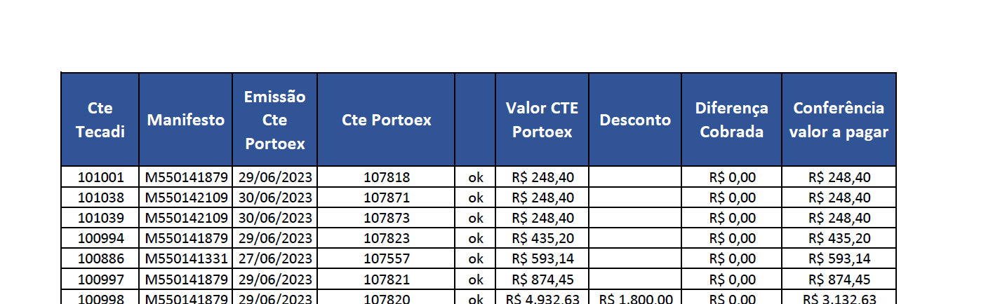 Cte Tecadi Manifesto Emissão Cte Portoex Cte Portoex Valor CTE Portoex Desconto Diferença Cobrada Conferência valor a pagar
101001 M550141879 29/06/2023 107818 ok R$ 248,40 R$ 0,00 R$ 248,40
101038 M550142109 30/06/2023 107871 ok R$ 248,40 R$ 0,00 R$ 248,40
101039 M550142109 30/06/2023 107873 ok R$ 248,40 R$ 0,00 R$ 248,40
100994 M550141879 29/06/2023 107823 ok R$ 435,20 R$ 0,00 R$ 435,20
100886 M550141331 27/06/2023 107557 ok R$ 593,14 R$ 0,00 R$ 593,14
100997 M550141879 29/06/2023 107821 ok R$ 874,45 R$ 0,00 R$ 874,45
100998 M550141879 29/06/2023 107820 ok R$ 4.932,63 R$ 1.800,00 R$ 0,00 R$ 3.132,63